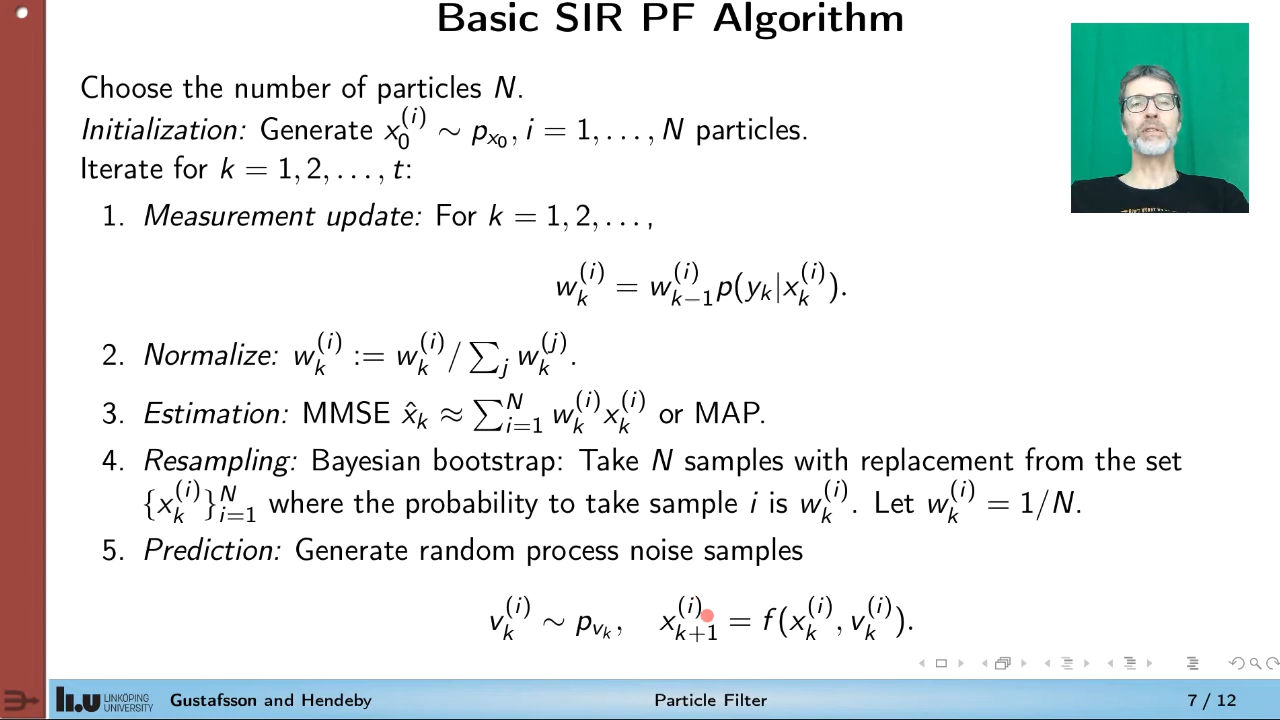 Basic SIR PF Algorithm
Choose the number of particles N.
Initialization: Generate x_0^{(i)} ∼ p_{x_0}, i = 1, . . . , N particles.
Iterate for k = 1, 2, . . . , t:
1. Measurement update: For k = 1, 2, . . . ,
w_k^{(i)} = w_{k−1}^{(i)} p(y_k|x_k^{(i)}).
2. Normalize: w_k^{(i)} := w_k^{(i)} / ∑_j w_k^{(j)}.
3. Estimation: MMSE x̂_k ≈ ∑_{i=1}^N w_k^{(i)} x_k^{(i)} or MAP.
4. Resampling: Bayesian bootstrap: Take N samples with replacement from the set
{x_k^{(i)}}_{i=1}^N where the probability to take sample i is w_k^{(i)}. Let w_k^{(i)} = 1/N.
5. Prediction: Generate random process noise samples
v_k^{(i)} ∼ p_{v_k}, x_{k+1}^{(i)} = f(x_k^{(i)}, v_k^{(i)}).
LINKÖPING
UNIVERSITY
Gustafsson and Hendeby
Particle Filter
7 / 12